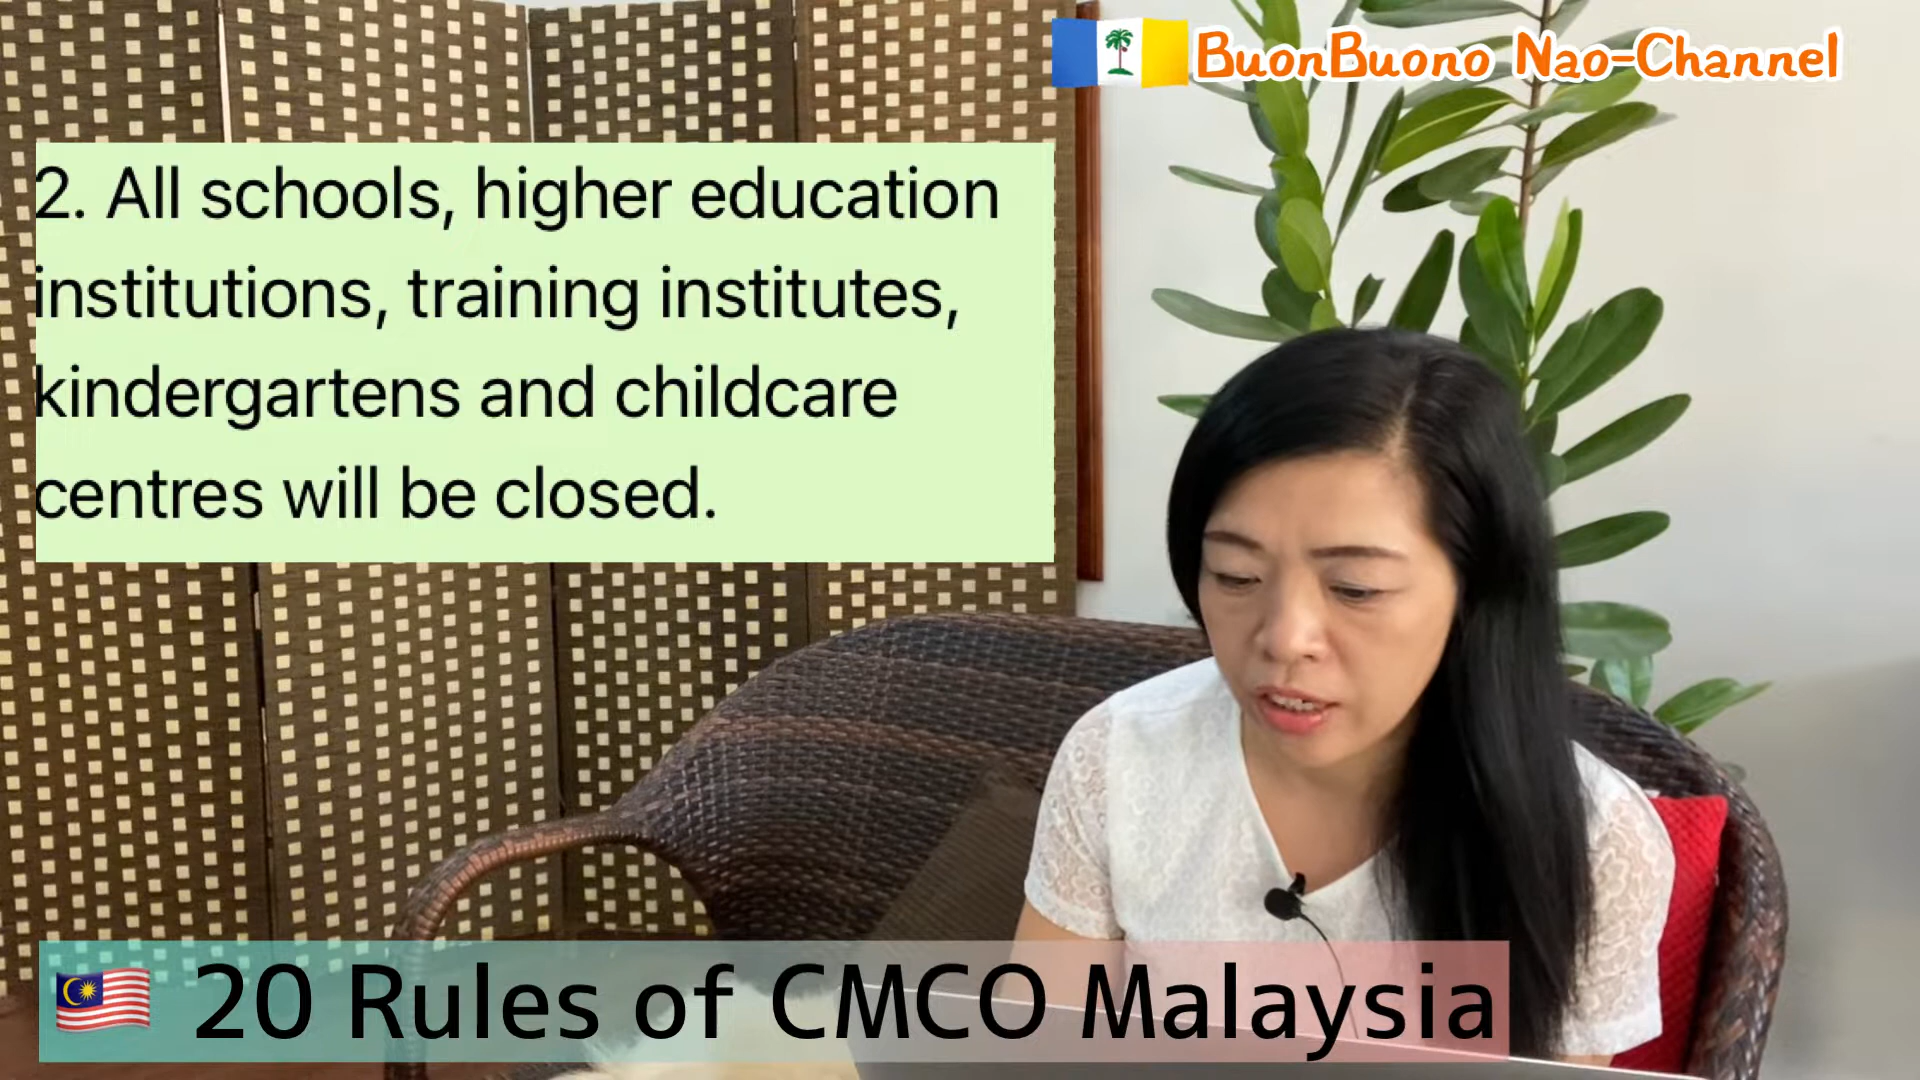 BuonBuono Nao-Channel
2. All schools, higher education
institutions, training institutes,
kindergartens and childcare
centres will be closed.
20 Rules of CMCO Malaysia